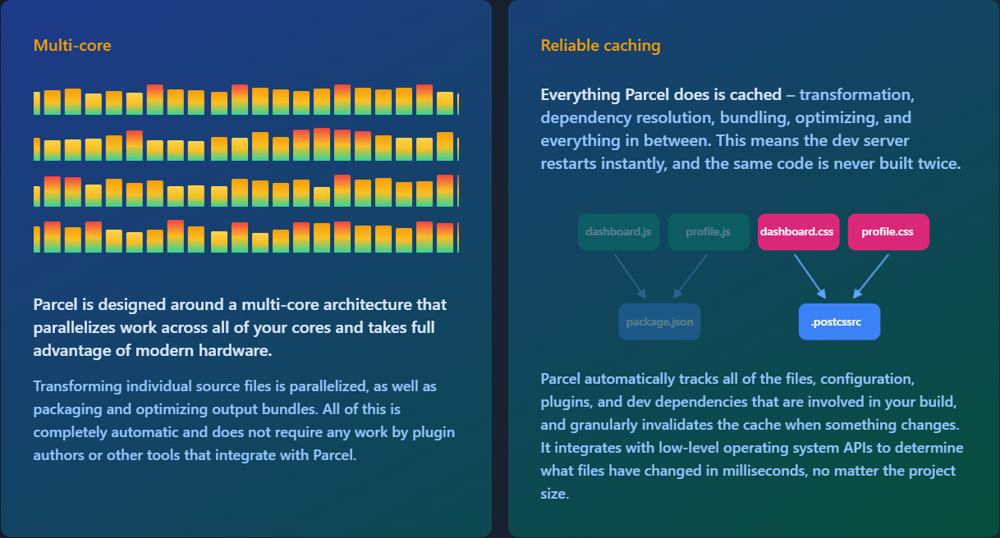 Multi-core
Parcel is designed around a multi-core architecture that
parallelizes work across all of your cores and takes full
advantage of modern hardware.
Transforming individual source files is parallelized, as well as
packaging and optimizing output bundles. All of this is
completely automatic and does not require any work by plugin
authors or other tools that integrate with Parcel.
Reliable caching
Everything Parcel does is cached – transformation,
dependency resolution, bundling, optimizing, and
everything in between. This means the dev server
restarts instantly, and the same code is never built twice.
dashboard.js profile.js dashboard.css profile.css
package.json .postcssrc
Parcel automatically tracks all of the files, configuration,
plugins, and dev dependencies that are involved in your build,
and granularly invalidates the cache when something changes.
It integrates with low-level operating system APIs to determine
what files have changed in milliseconds, no matter the project
size.